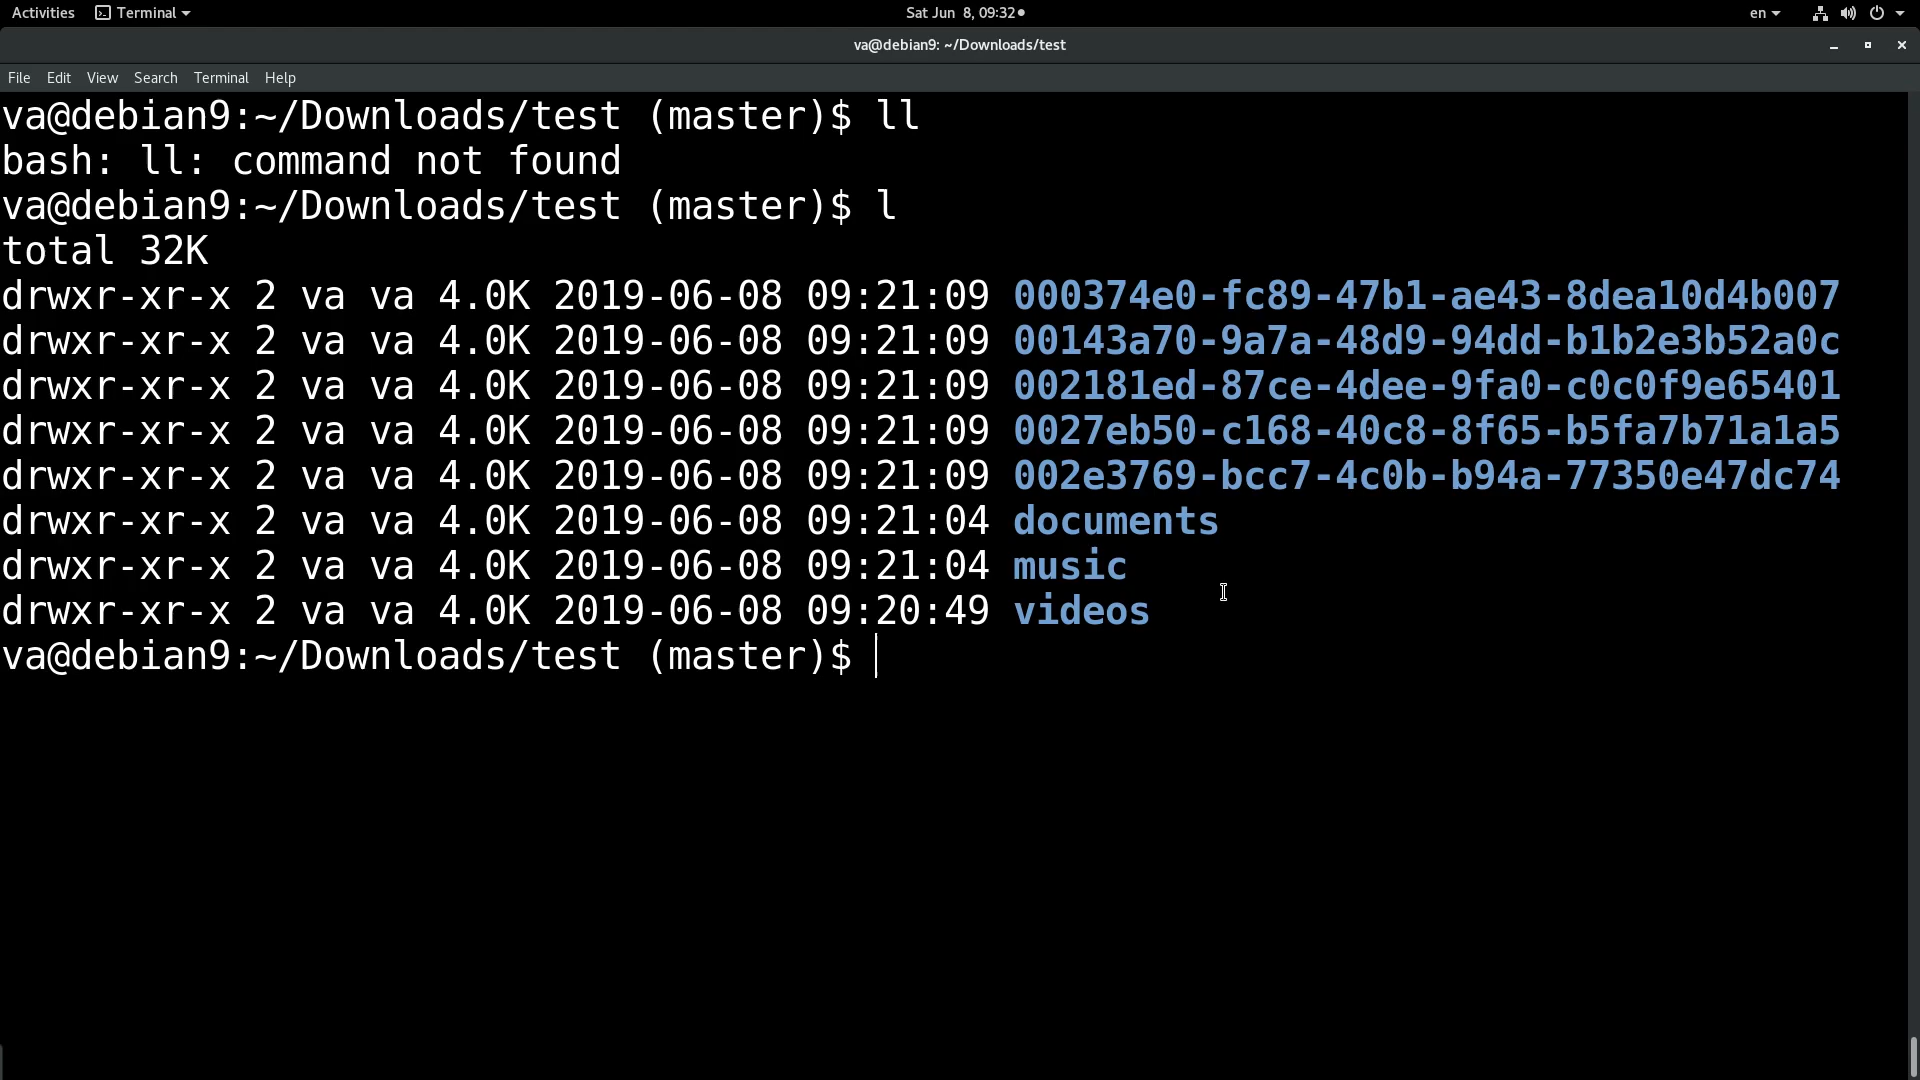 Activities Terminal Sat Jun 8, 09:32 en
va@debian9: ~/Downloads/test
File Edit View Search Terminal Help
va@debian9:~/Downloads/test (master)$ ll
bash: ll: command not found
va@debian9:~/Downloads/test (master)$ l
total 32K
drwxr-xr-x 2 va va 4.0K 2019-06-08 09:21:09 000374e0-fc89-47b1-ae43-8dea10d4b007
drwxr-xr-x 2 va va 4.0K 2019-06-08 09:21:09 00143a70-9a7a-48d9-94dd-b1b2e3b52a0c
drwxr-xr-x 2 va va 4.0K 2019-06-08 09:21:09 002181ed-87ce-4dee-9fa0-c0c0f9e65401
drwxr-xr-x 2 va va 4.0K 2019-06-08 09:21:09 0027eb50-c168-40c8-8f65-b5fa7b71a1a5
drwxr-xr-x 2 va va 4.0K 2019-06-08 09:21:09 002e3769-bcc7-4c0b-b94a-77350e47dc74
drwxr-xr-x 2 va va 4.0K 2019-06-08 09:21:04 documents
drwxr-xr-x 2 va va 4.0K 2019-06-08 09:21:04 music
drwxr-xr-x 2 va va 4.0K 2019-06-08 09:20:49 videos
va@debian9:~/Downloads/test (master)$